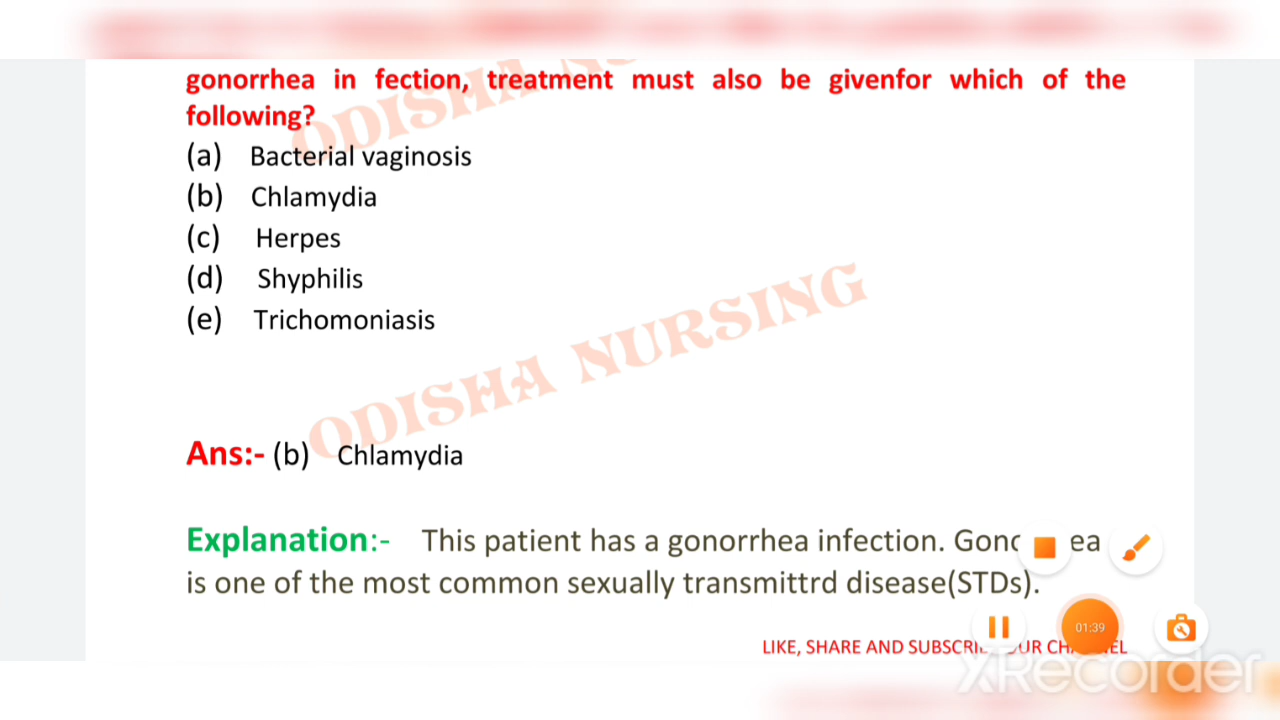 gonorrhea in fection, treatment must also be givenfor which of the
following?
(a) Bacterial vaginosis
(b) Chlamydia
(c) Herpes
(d) Shyphilis
(e) Trichomoniasis
ODISHA NURSING
Ans:- (b) Chlamydia
Explanation:- This patient has a gonorrhea infection. Gono ea
is one of the most common sexually transmittrd disease(STDs).
01:39
LIKE, SHARE AND SUBSCRI
XRecorder